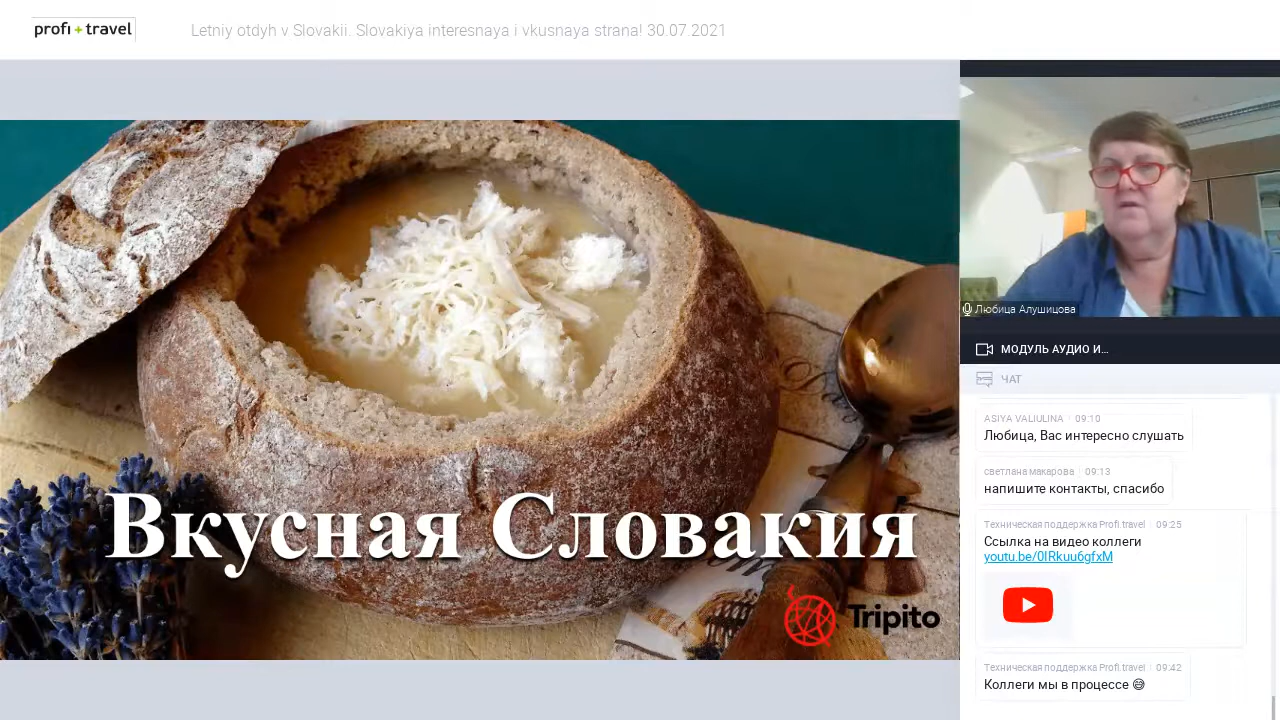 profi + travel
Letniy otdyh v Slovakii. Slovakiya interesnaya i vkusnaya strana! 30.07.2021
Вкусная Словакия
Tripito
Любица Алушицова
МОДУЛЬ АУДИО И...
ЧАТ
ASIYA VALIULINA | 09:10
Любица, Вас интересно слушать
светлана макарова | 09:13
напишите контакты, спасибо
Техническая поддержка Profi.travel | 09:25
Ссылка на видео коллеги
youtu.be/0IRkuu6gfxM
Техническая поддержка Profi.travel | 09:42
Коллеги мы в процессе 😅